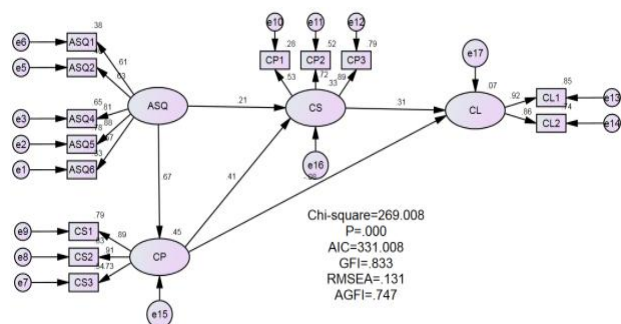 e10
e11
e12
.38
.28
.52
.79
e6
ASQ1
CP1
CP2
CP3
e17
.61
.53
.72
.89
e5
ASQ2
.63
.33
.07
.85
.65
.81
ASQ
.21
CS
.31
CL
.92
CL1
e13
e3
ASQ4
.78
.88
.86
.74
e2
ASQ5
CL2
e14
e1
ASQ6
e16
.67
.41
.79
e9
CS1
.89
.45
e8
CS2
.91
CP
e7
CS3
.73
e15
Chi-square=269.008
P=.000
AIC=331.008
GFI=.833
RMSEA=.131
AGFI=.747